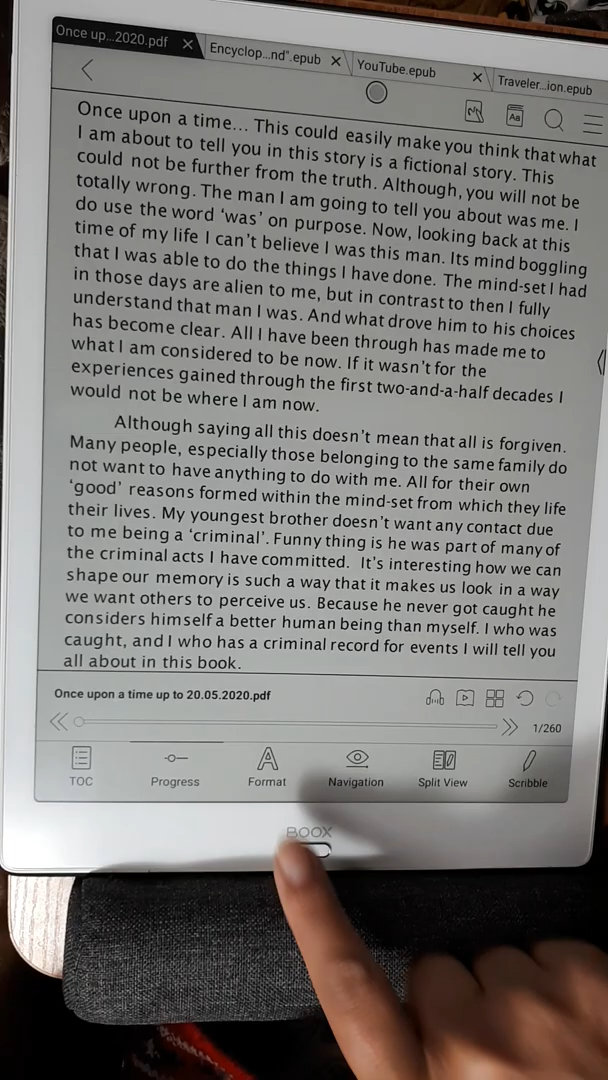 Once up...2020.pdf
Encyclop...nd".epub
YouTube.epub
Traveler...ion.epub
Aa
Once upon a time... This could easily make you think that what
I am about to tell you in this story is a fictional story. This
could not be further from the truth. Although, you will not be
totally wrong. The man I am going to tell you about was me. I
do use the word ‘was’ on purpose. Now, looking back at this
time of my life I can’t believe I was this man. Its mind boggling
that I was able to do the things I have done. The mind-set I had
in those days are alien to me, but in contrast to then I fully
understand that man I was. And what drove him to his choices
has become clear. All I have been through has made me to
what I am considered to be now. If it wasn’t for the
experiences gained through the first two-and-a-half decades I
would not be where I am now.
Although saying all this doesn’t mean that all is forgiven.
Many people, especially those belonging to the same family do
not want to have anything to do with me. All for their own
‘good’ reasons formed within the mind-set from which they life
their lives. My youngest brother doesn’t want any contact due
to me being a ‘criminal’. Funny thing is he was part of many of
the criminal acts I have committed. It’s interesting how we can
shape our memory is such a way that it makes us look in a way
we want others to perceive us. Because he never got caught he
considers himself a better human being than myself. I who was
caught, and I who has a criminal record for events I will tell you
all about in this book.
Once upon a time up to 20.05.2020.pdf
1/260
TOC
Progress
Format
Navigation
Split View
Scribble
BOOX